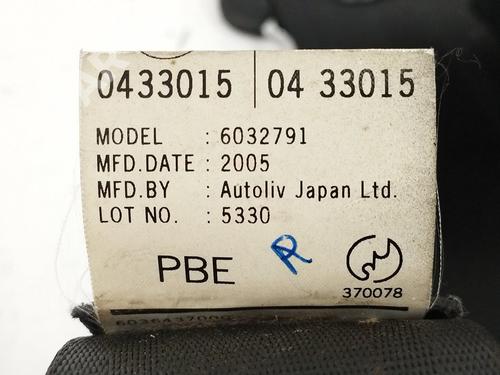 0433015 | 04 33015
MODEL : 6032791
MFD.DATE : 2005
MFD.BY : Autoliv Japan Ltd.
LOT NO. : 5330
PBE R
370078